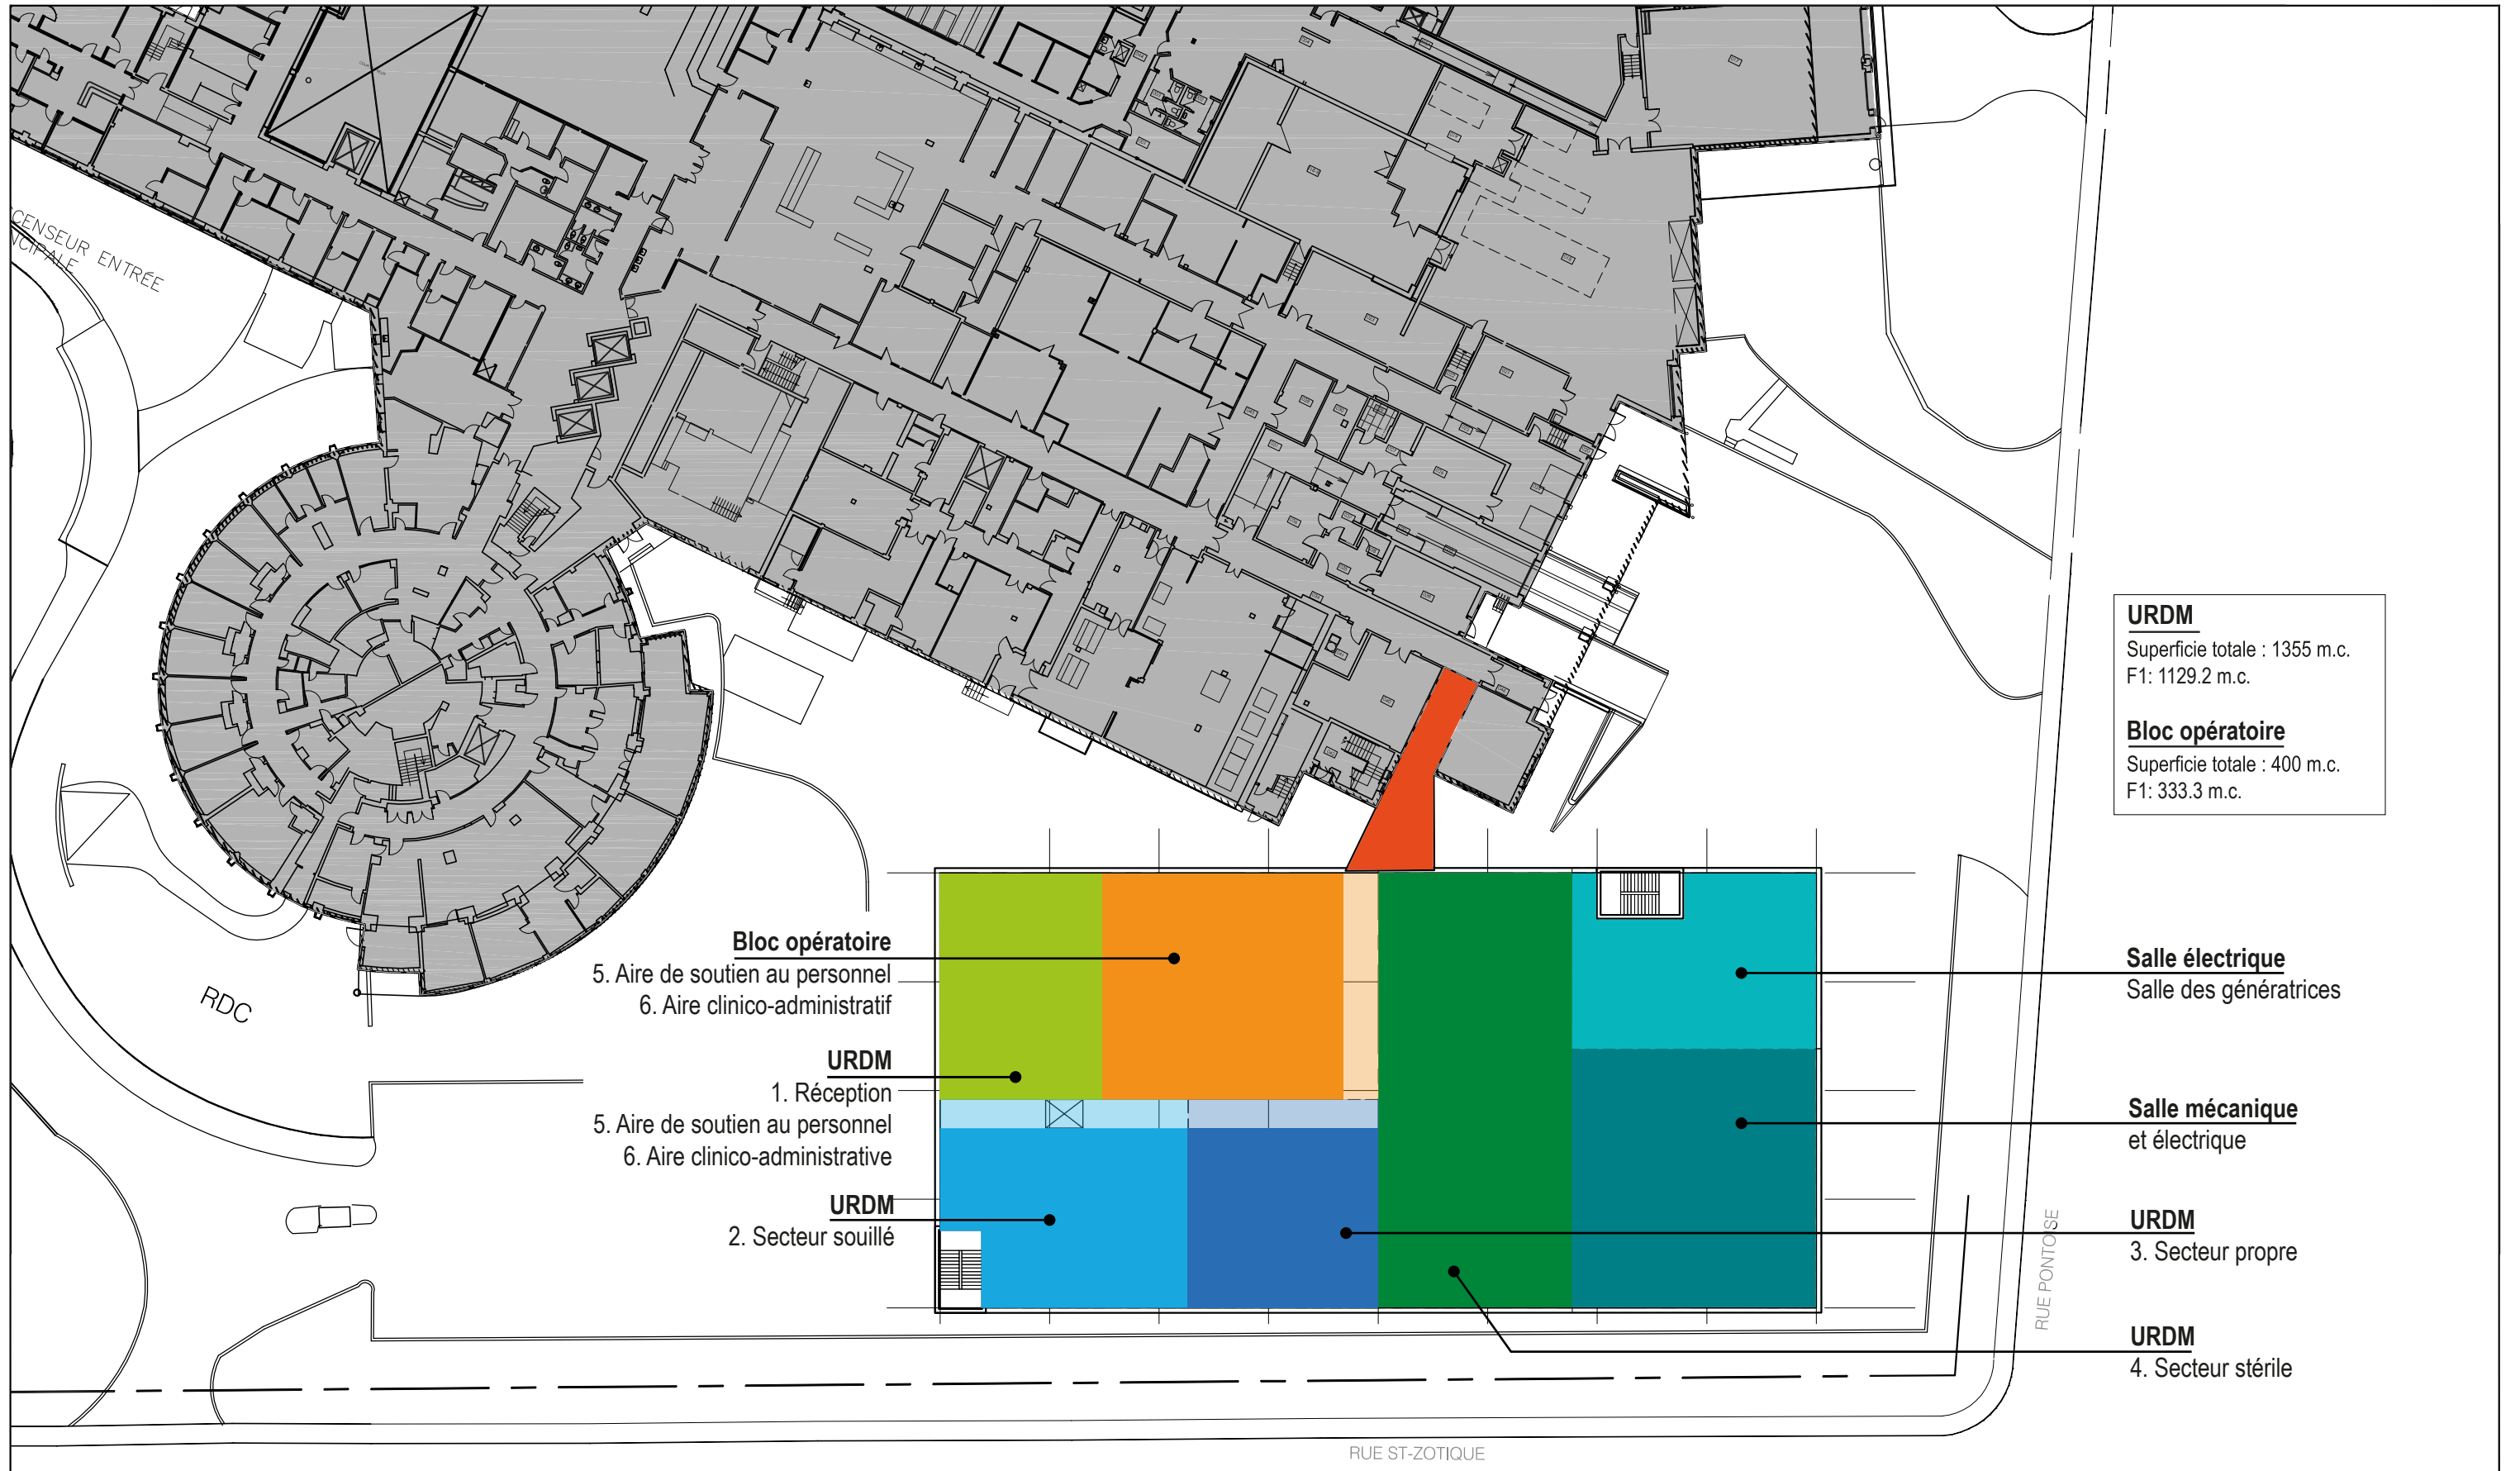 ENTRÉE
RDC
Bloc opératoire
5. Aire de soutien au personnel
6. Aire clinico-administratif
URDM
1. Réception
5. Aire de soutien au personnel
6. Aire clinico-administrative
URDM
2. Secteur souillé
URDM
Superficie totale : 1355 m.c.
F1: 1129.2 m.c.
Bloc opératoire
Superficie totale : 400 m.c.
F1: 333.3 m.c.
Salle électrique
Salle des génératrices
Salle mécanique
et électrique
URDM
3. Secteur propre
URDM
4. Secteur stérile
RUE PONTOISE
RUE ST-ZOTIQUE